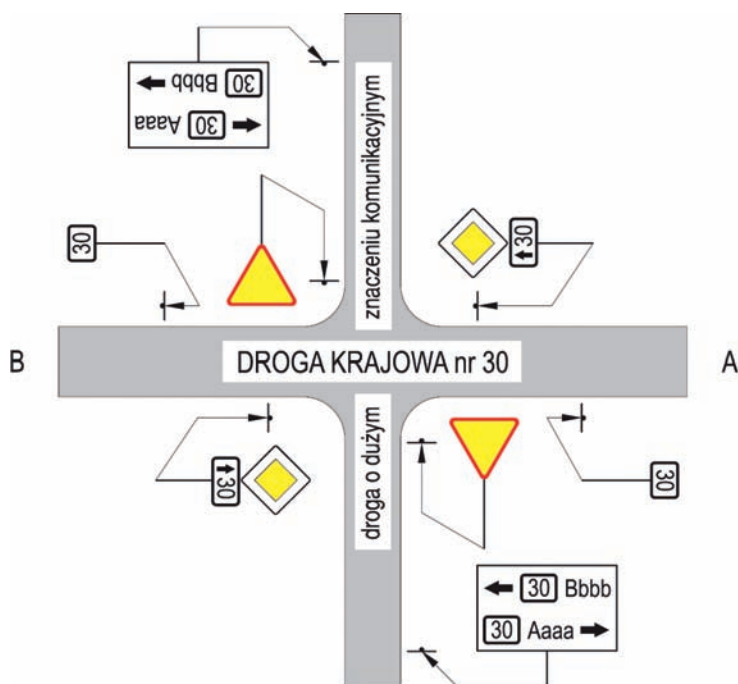 30 Bbbb
Aaaa 30
znaczeniu komunikacyjnym
30
30
B
DROGA KRAJOWA nr 30
A
droga o dużym
30
30
30 Bbbb
30 Aaaa